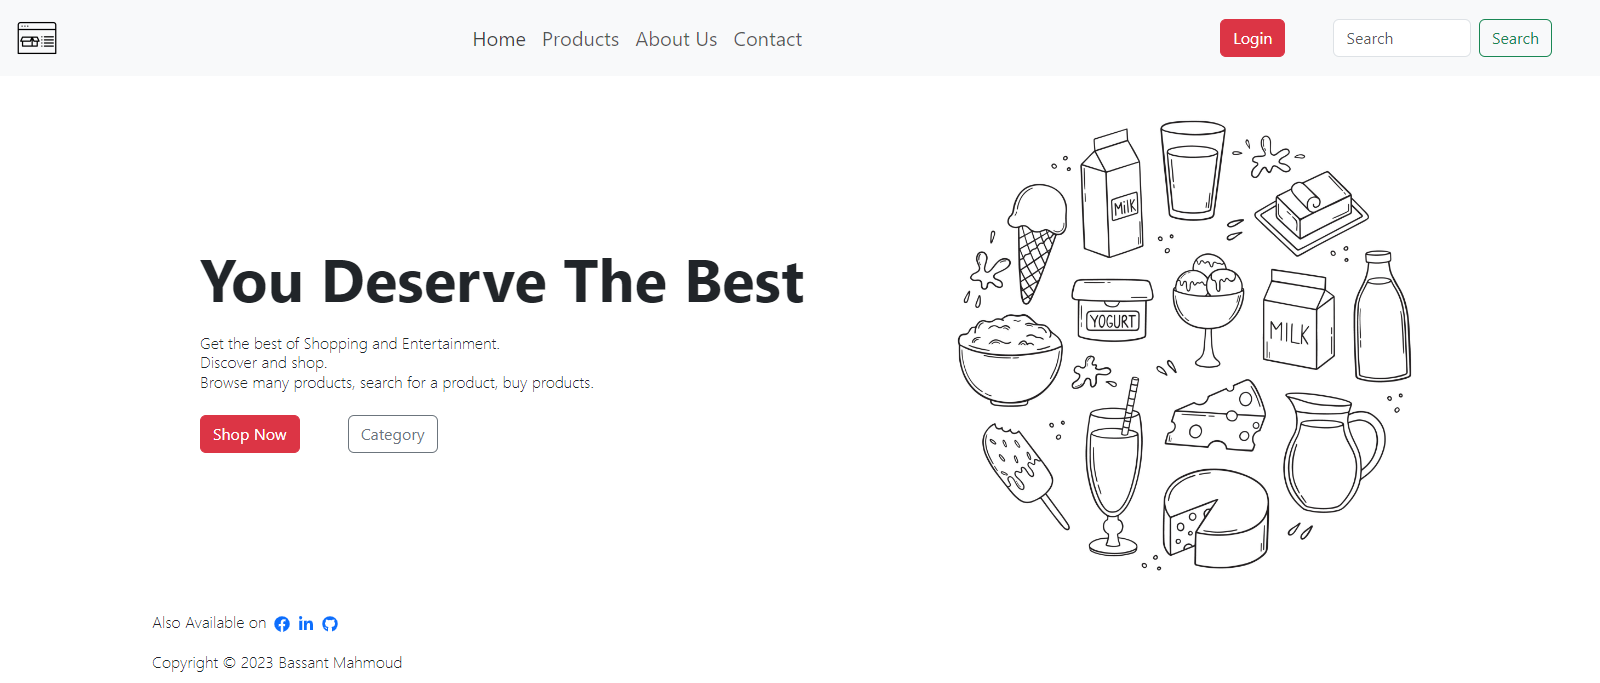 Home Products About Us Contact Login Search Search
MilK
You Deserve The Best
YOGURT
MILK
Get the best of Shopping and Entertainment.
Discover and shop.
Browse many products, search for a product, buy products.
Shop Now Category
Also Available on
Copyright © 2023 Bassant Mahmoud